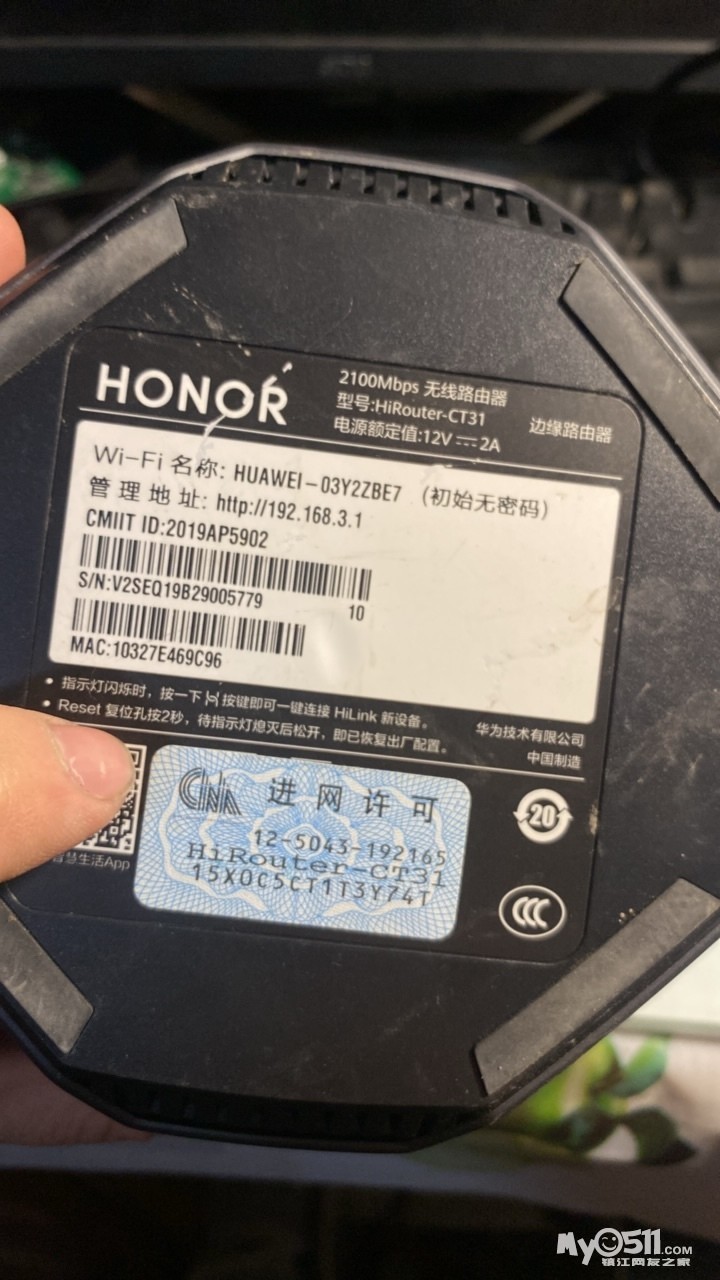 HONOR
2100Mbps 无线路由器
型号:HiRouter-CT31
电源额定值:12V ⎓ 2A
边缘路由器
Wi-Fi 名称: HUAWEI-03Y2ZBE7 (初始无密码)
管理地址: http://192.168.3.1
CMIIT ID:2019AP5902
S/N:V2SEQ19B29005779
10
MAC:10327E469C96
• 指示灯闪烁时，按一下 H 按键即可一键连接 HiLink 新设备。
• Reset 复位孔按2秒，待指示灯熄灭后松开，即已恢复出厂配置。
华为技术有限公司
中国制造
智慧生活App
CNA 进网许可
12-5043-192165
HiRouter-CT31
15X0C5CT1T3Y74T
20
CCC
My0511.COM
镇江网友之家